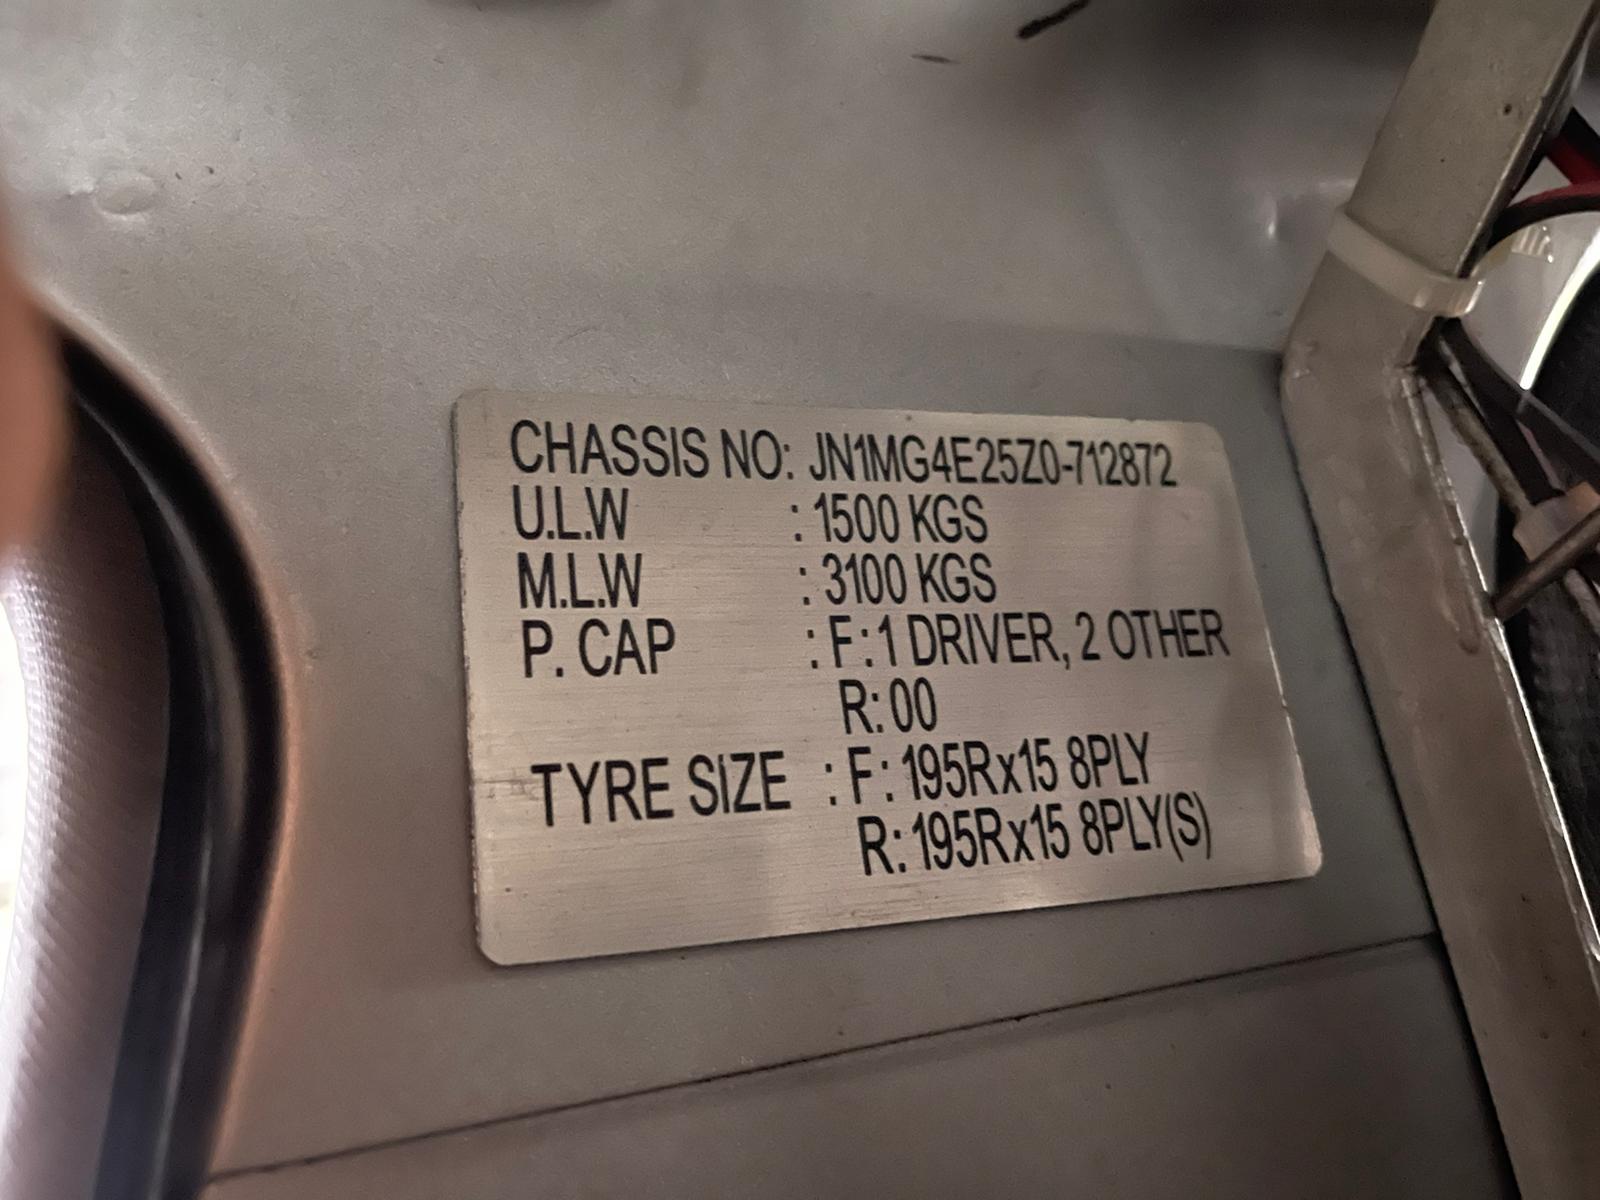 CHASSIS NO: JN1MG4E25Z0-712872
U.L.W : 1500 KGS
M.L.W : 3100 KGS
P. CAP : F : 1 DRIVER, 2 OTHER
R: 00
TYRE SIZE : F : 195Rx15 8PLY
R: 195Rx15 8PLY(S)